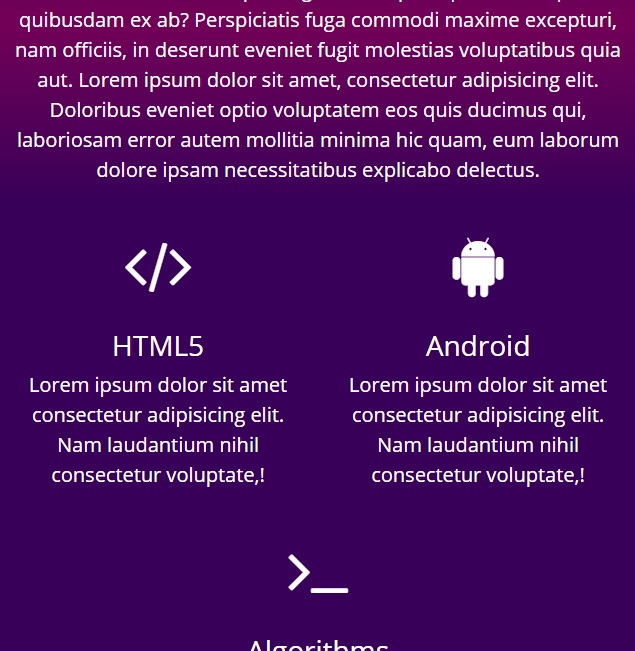 quibusdam ex ab? Perspiciatis fuga commodi maxime excepturi,
nam officiis, in deserunt eveniet fugit molestias voluptatibus quia
aut. Lorem ipsum dolor sit amet, consectetur adipisicing elit.
Doloribus eveniet optio voluptatem eos quis ducimus qui,
laboriosam error autem mollitia minima hic quam, eum laborum
dolore ipsam necessitatibus explicabo delectus.
HTML5
Lorem ipsum dolor sit amet
consectetur adipisicing elit.
Nam laudantium nihil
consectetur voluptate,!
Android
Lorem ipsum dolor sit amet
consectetur adipisicing elit.
Nam laudantium nihil
consectetur voluptate,!
Algorithms